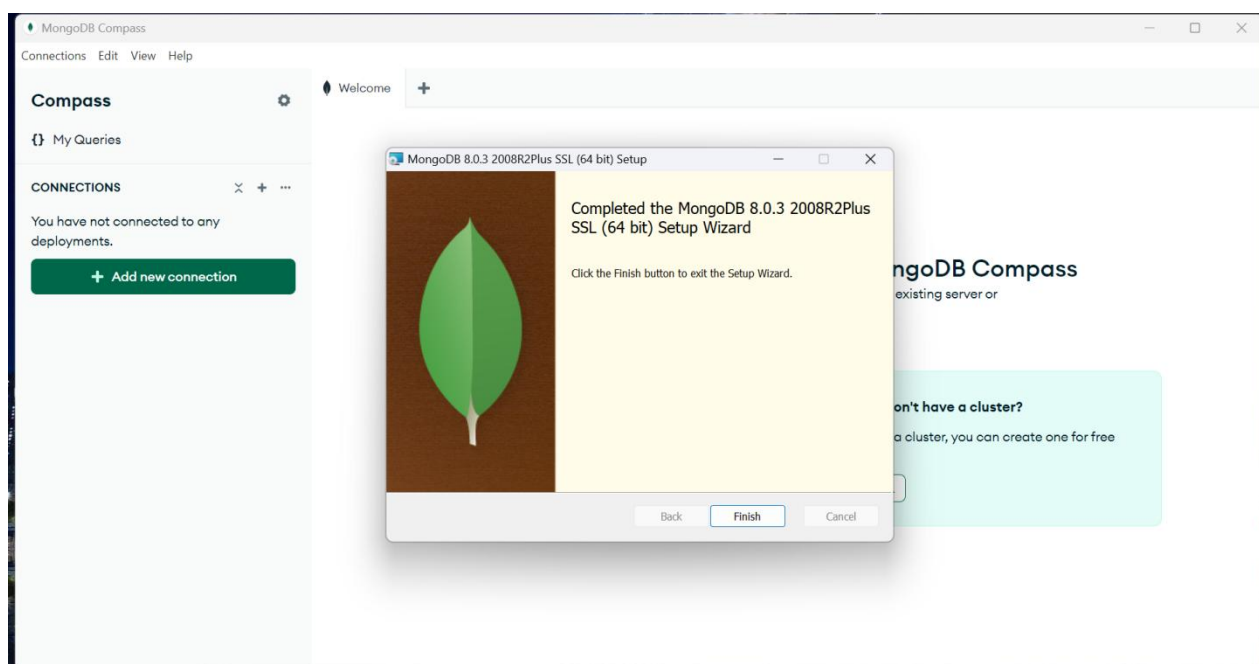 MongoDB Compass
Connections Edit View Help
Compass
{} My Queries
CONNECTIONS
You have not connected to any
deployments.
+ Add new connection
Welcome +
MongoDB 8.0.3 2008R2Plus SSL (64 bit) Setup
Completed the MongoDB 8.0.3 2008R2Plus
SSL (64 bit) Setup Wizard
Click the Finish button to exit the Setup Wizard.
Back Finish Cancel
ngoDB Compass
existing server or
on't have a cluster?
a cluster, you can create one for free